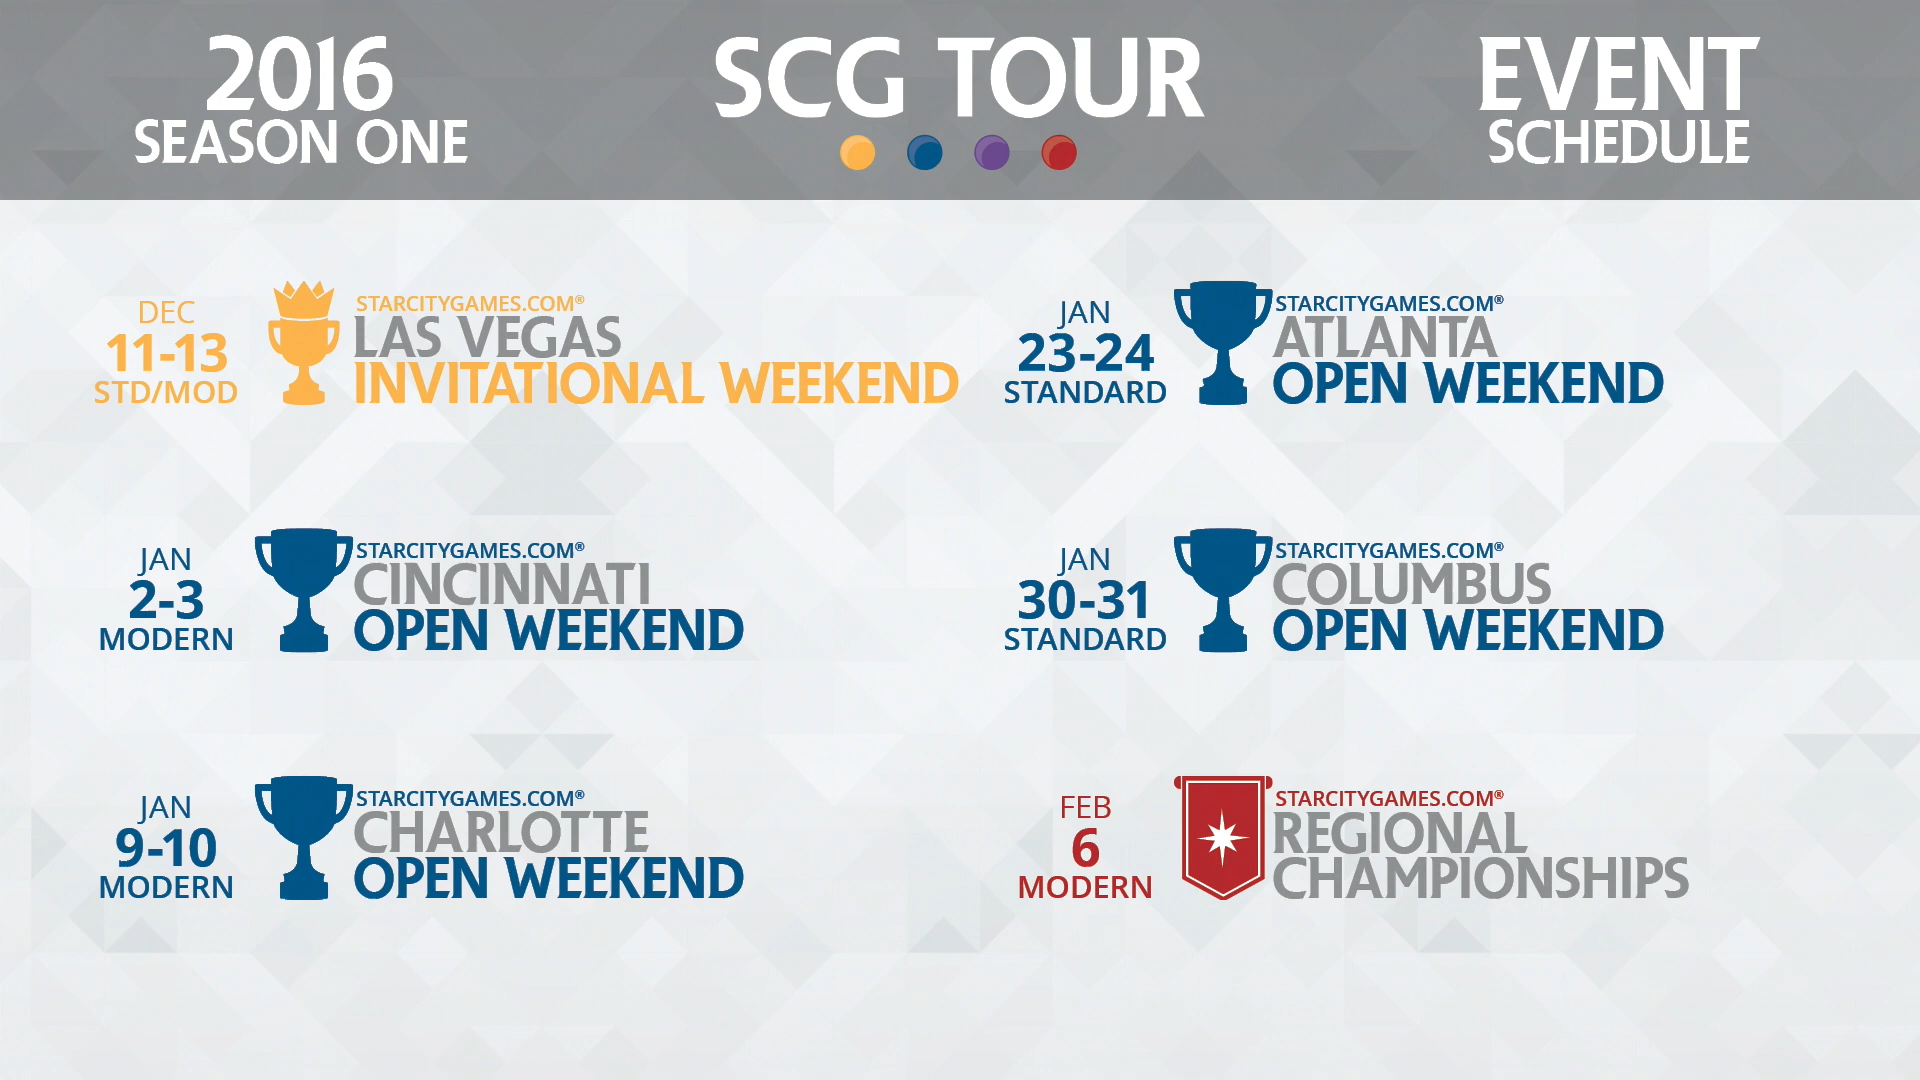 2016
SEASON ONE
SCG TOUR
EVENT
SCHEDULE
DEC
11-13
STD/MOD
STARCITYGAMES.COM®
LAS VEGAS
INVITATIONAL WEEKEND
JAN
2-3
MODERN
STARCITYGAMES.COM®
CINCINNATI
OPEN WEEKEND
JAN
9-10
MODERN
STARCITYGAMES.COM®
CHARLOTTE
OPEN WEEKEND
JAN
23-24
STANDARD
STARCITYGAMES.COM®
ATLANTA
OPEN WEEKEND
JAN
30-31
STANDARD
STARCITYGAMES.COM®
COLUMBUS
OPEN WEEKEND
FEB
6
MODERN
STARCITYGAMES.COM®
REGIONAL
CHAMPIONSHIPS